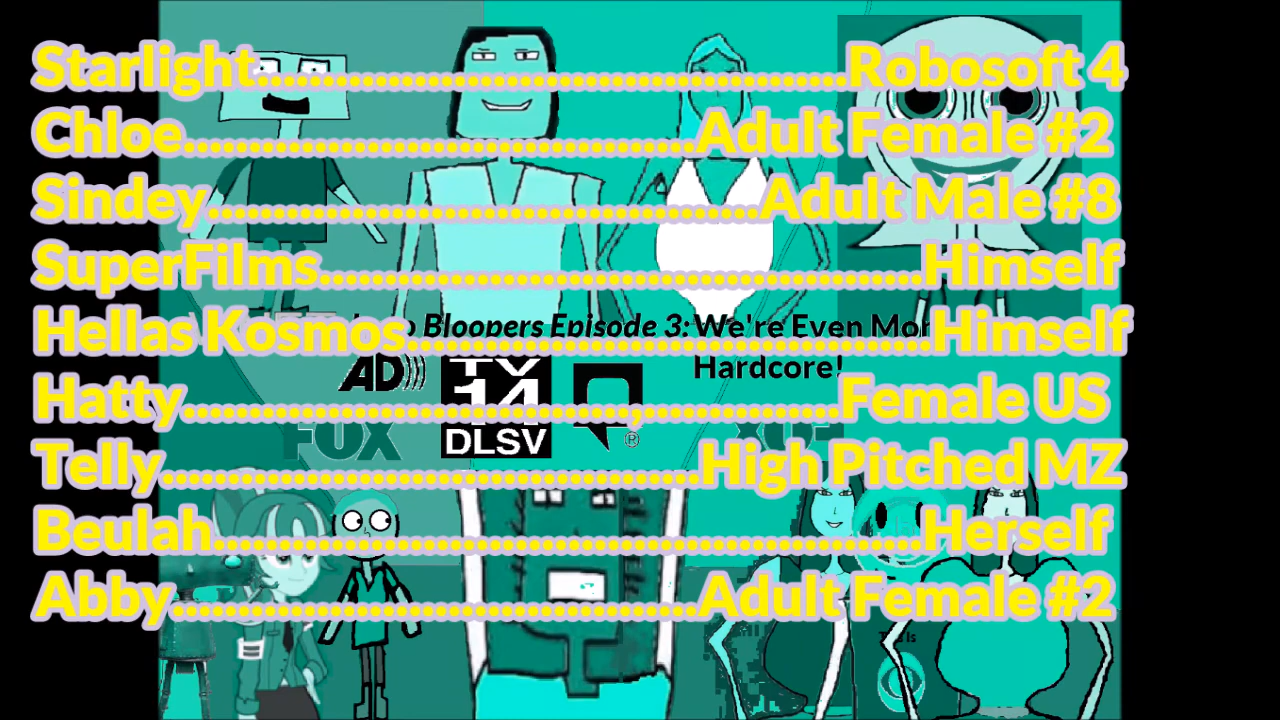 Starlight..............................................Robosoft 4
Chloe........................................Adult Female #2
Sindey..........................................Adult Male #8
SuperFilms..............................................Himself
Hellas Kosmos........................................Himself
Bloopers Episode 3: We're Even
Hardcore!
AD)))
TV
14
DLSV
®
FOX
Hatty..................................,...............Female US
Telly.........................................High Pitched MZ
Beulah......................................................Herself
Abby.........................................Adult Female #2